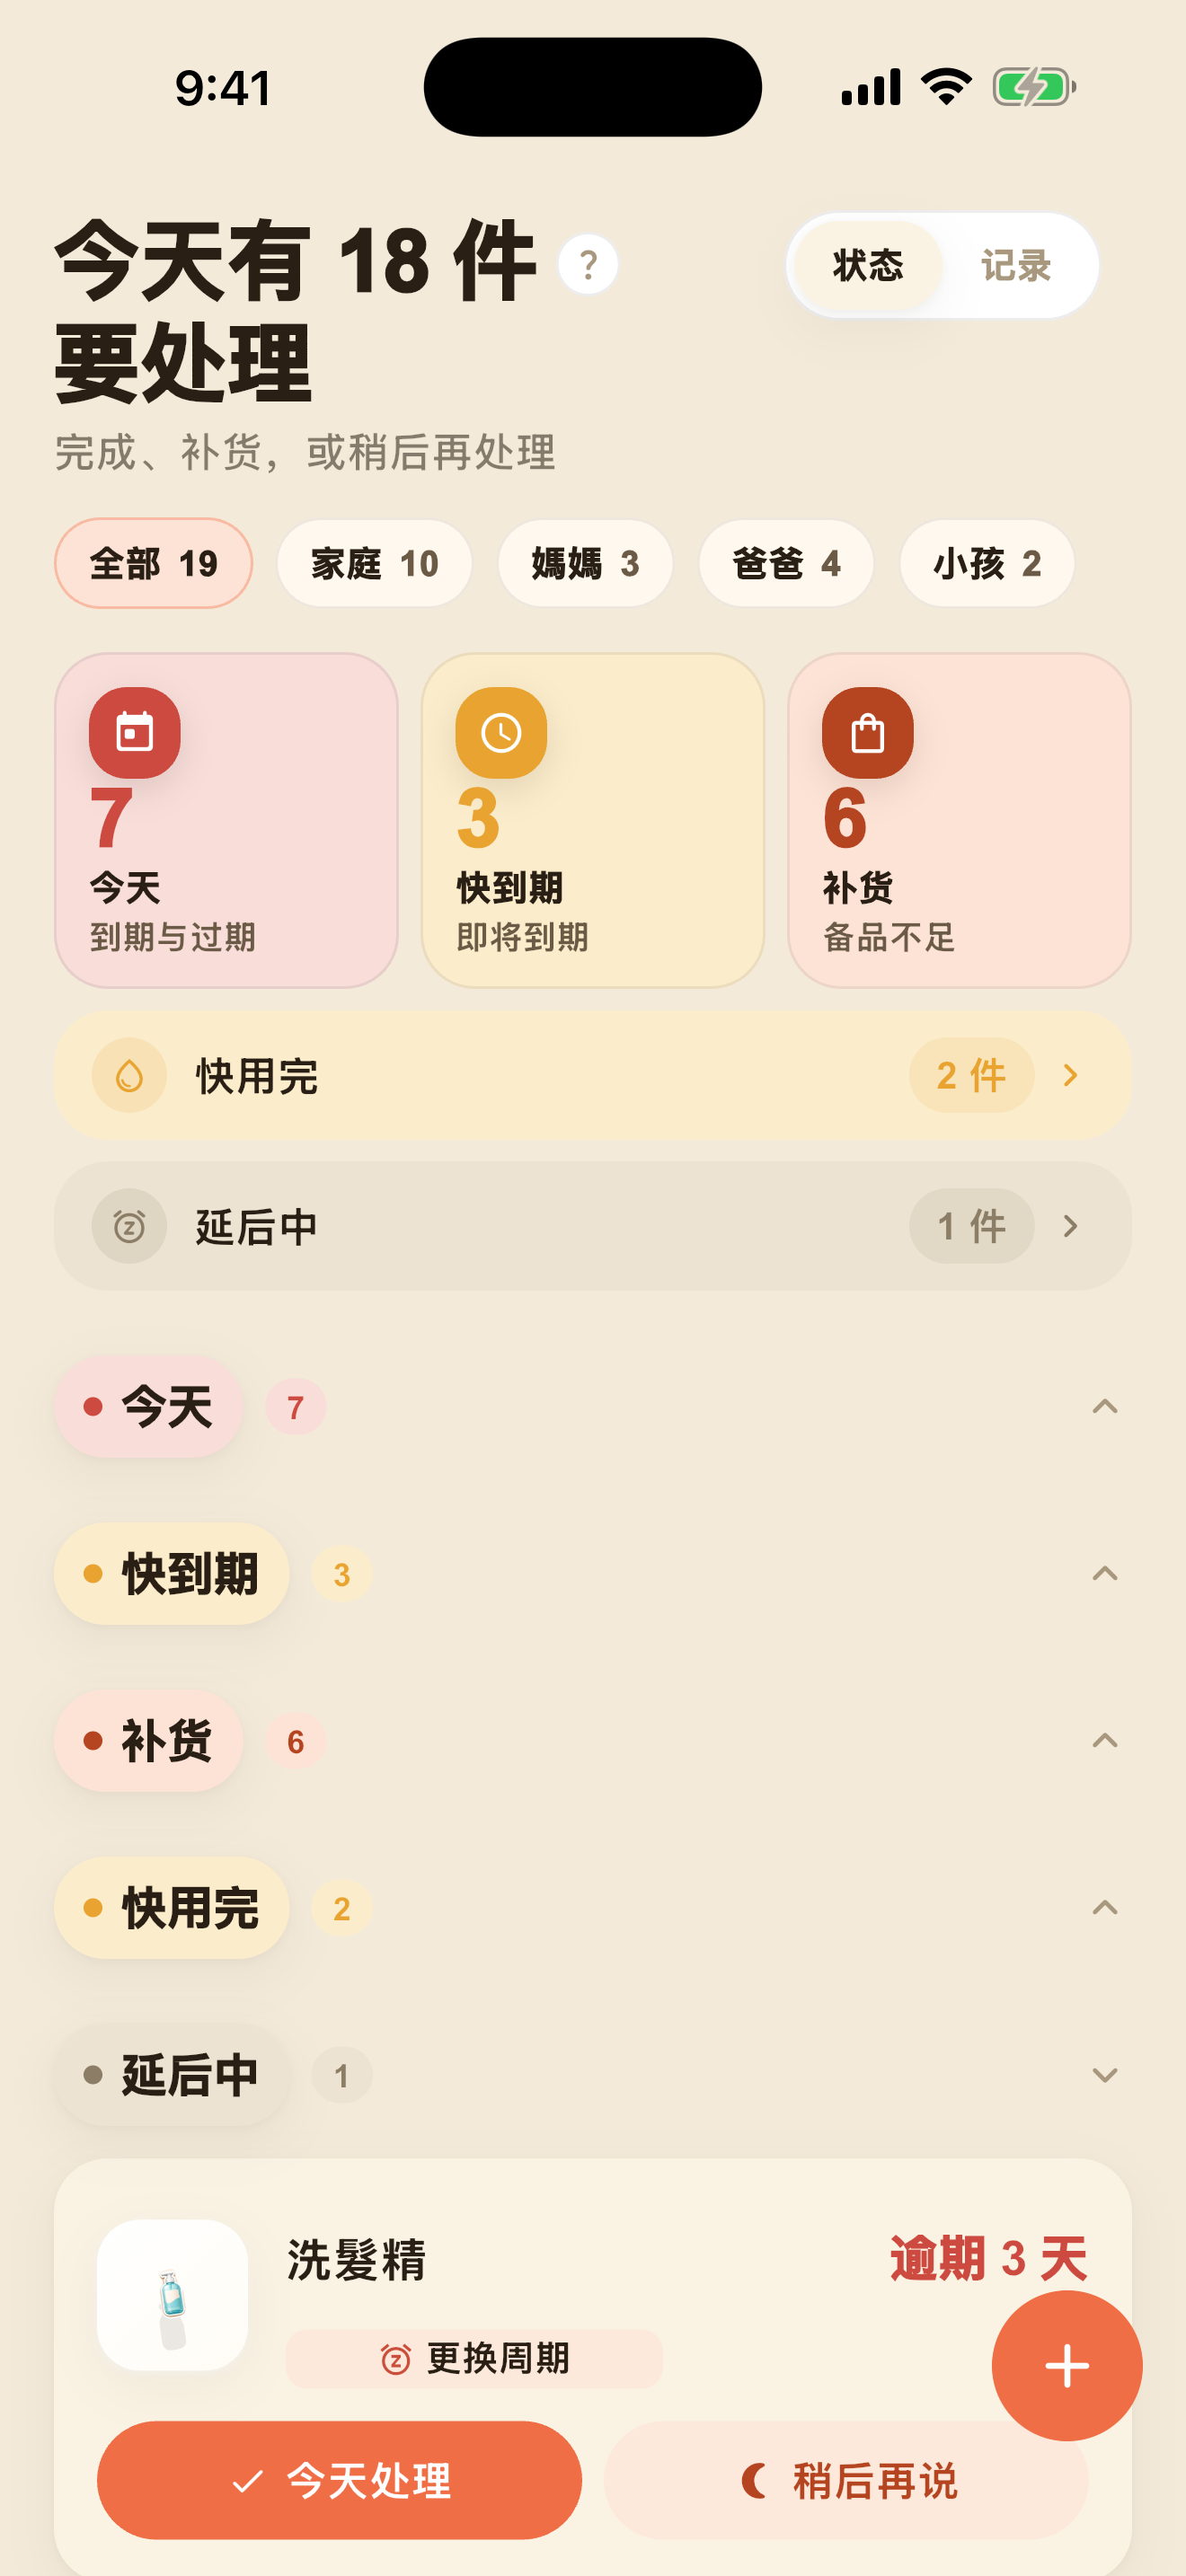 9:41
今天有 18 件
要处理
?
状态 记录
完成、补货，或稍后再处理
全部 19 家庭 10 媽媽 3 爸爸 4 小孩 2
7 3 6
今天 快到期 补货
到期与过期 即将到期 备品不足
快用完 2 件
延后中 1 件
今天 7
快到期 3
补货 6
快用完 2
延后中 1
洗髮精 逾期 3 天
更换周期
今天处理 稍后再说